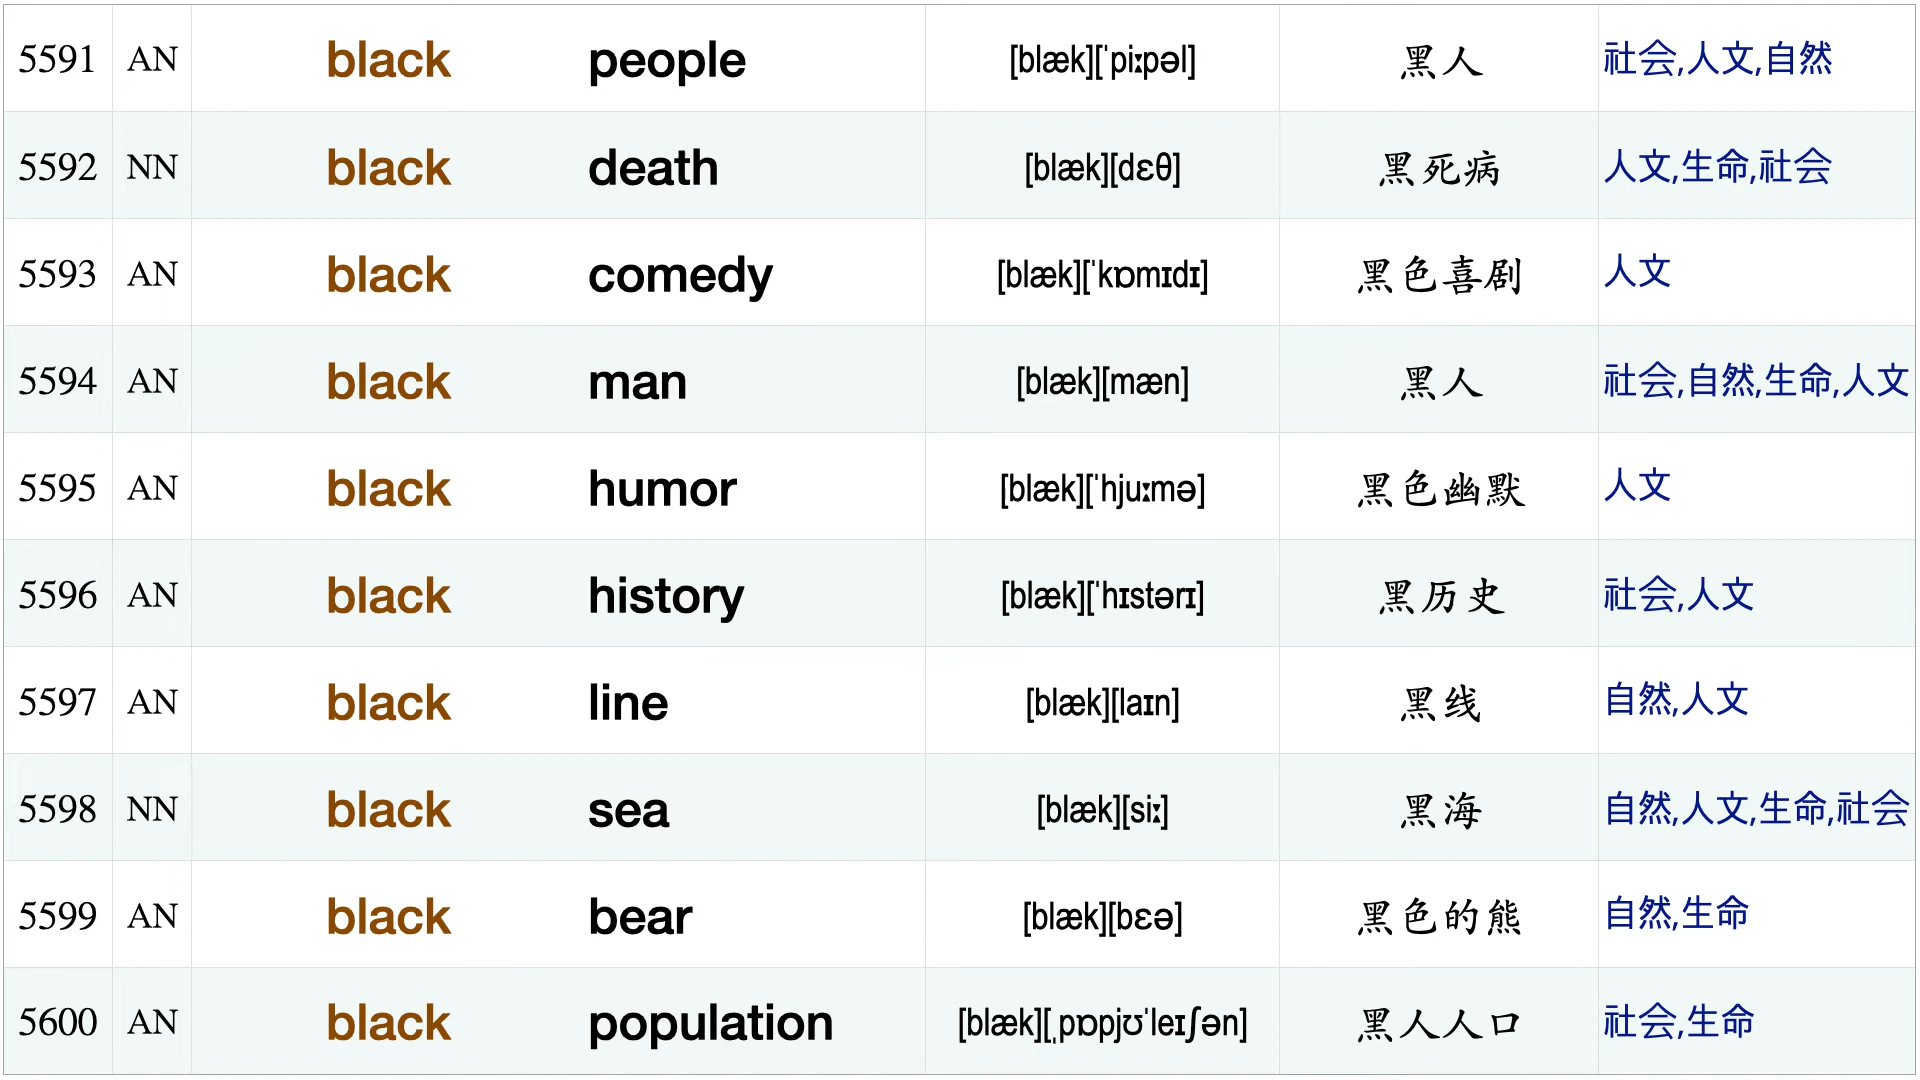 5591 AN black people [blæk][ˈpiːpəl] 黑人 社会,人文,自然
5592 NN black death [blæk][dɛθ] 黑死病 人文,生命,社会
5593 AN black comedy [blæk][ˈkɒmɪdɪ] 黑色喜剧 人文
5594 AN black man [blæk][mæn] 黑人 社会,自然,生命,人文
5595 AN black humor [blæk][ˈhjuːmə] 黑色幽默 人文
5596 AN black history [blæk][ˈhɪstərɪ] 黑历史 社会,人文
5597 AN black line [blæk][laɪn] 黑线 自然,人文
5598 NN black sea [blæk][siː] 黑海 自然,人文,生命,社会
5599 AN black bear [blæk][bɛə] 黑色的熊 自然,生命
5600 AN black population [blæk][ˌpɒpjʊˈleɪʃən] 黑人人口 社会,生命